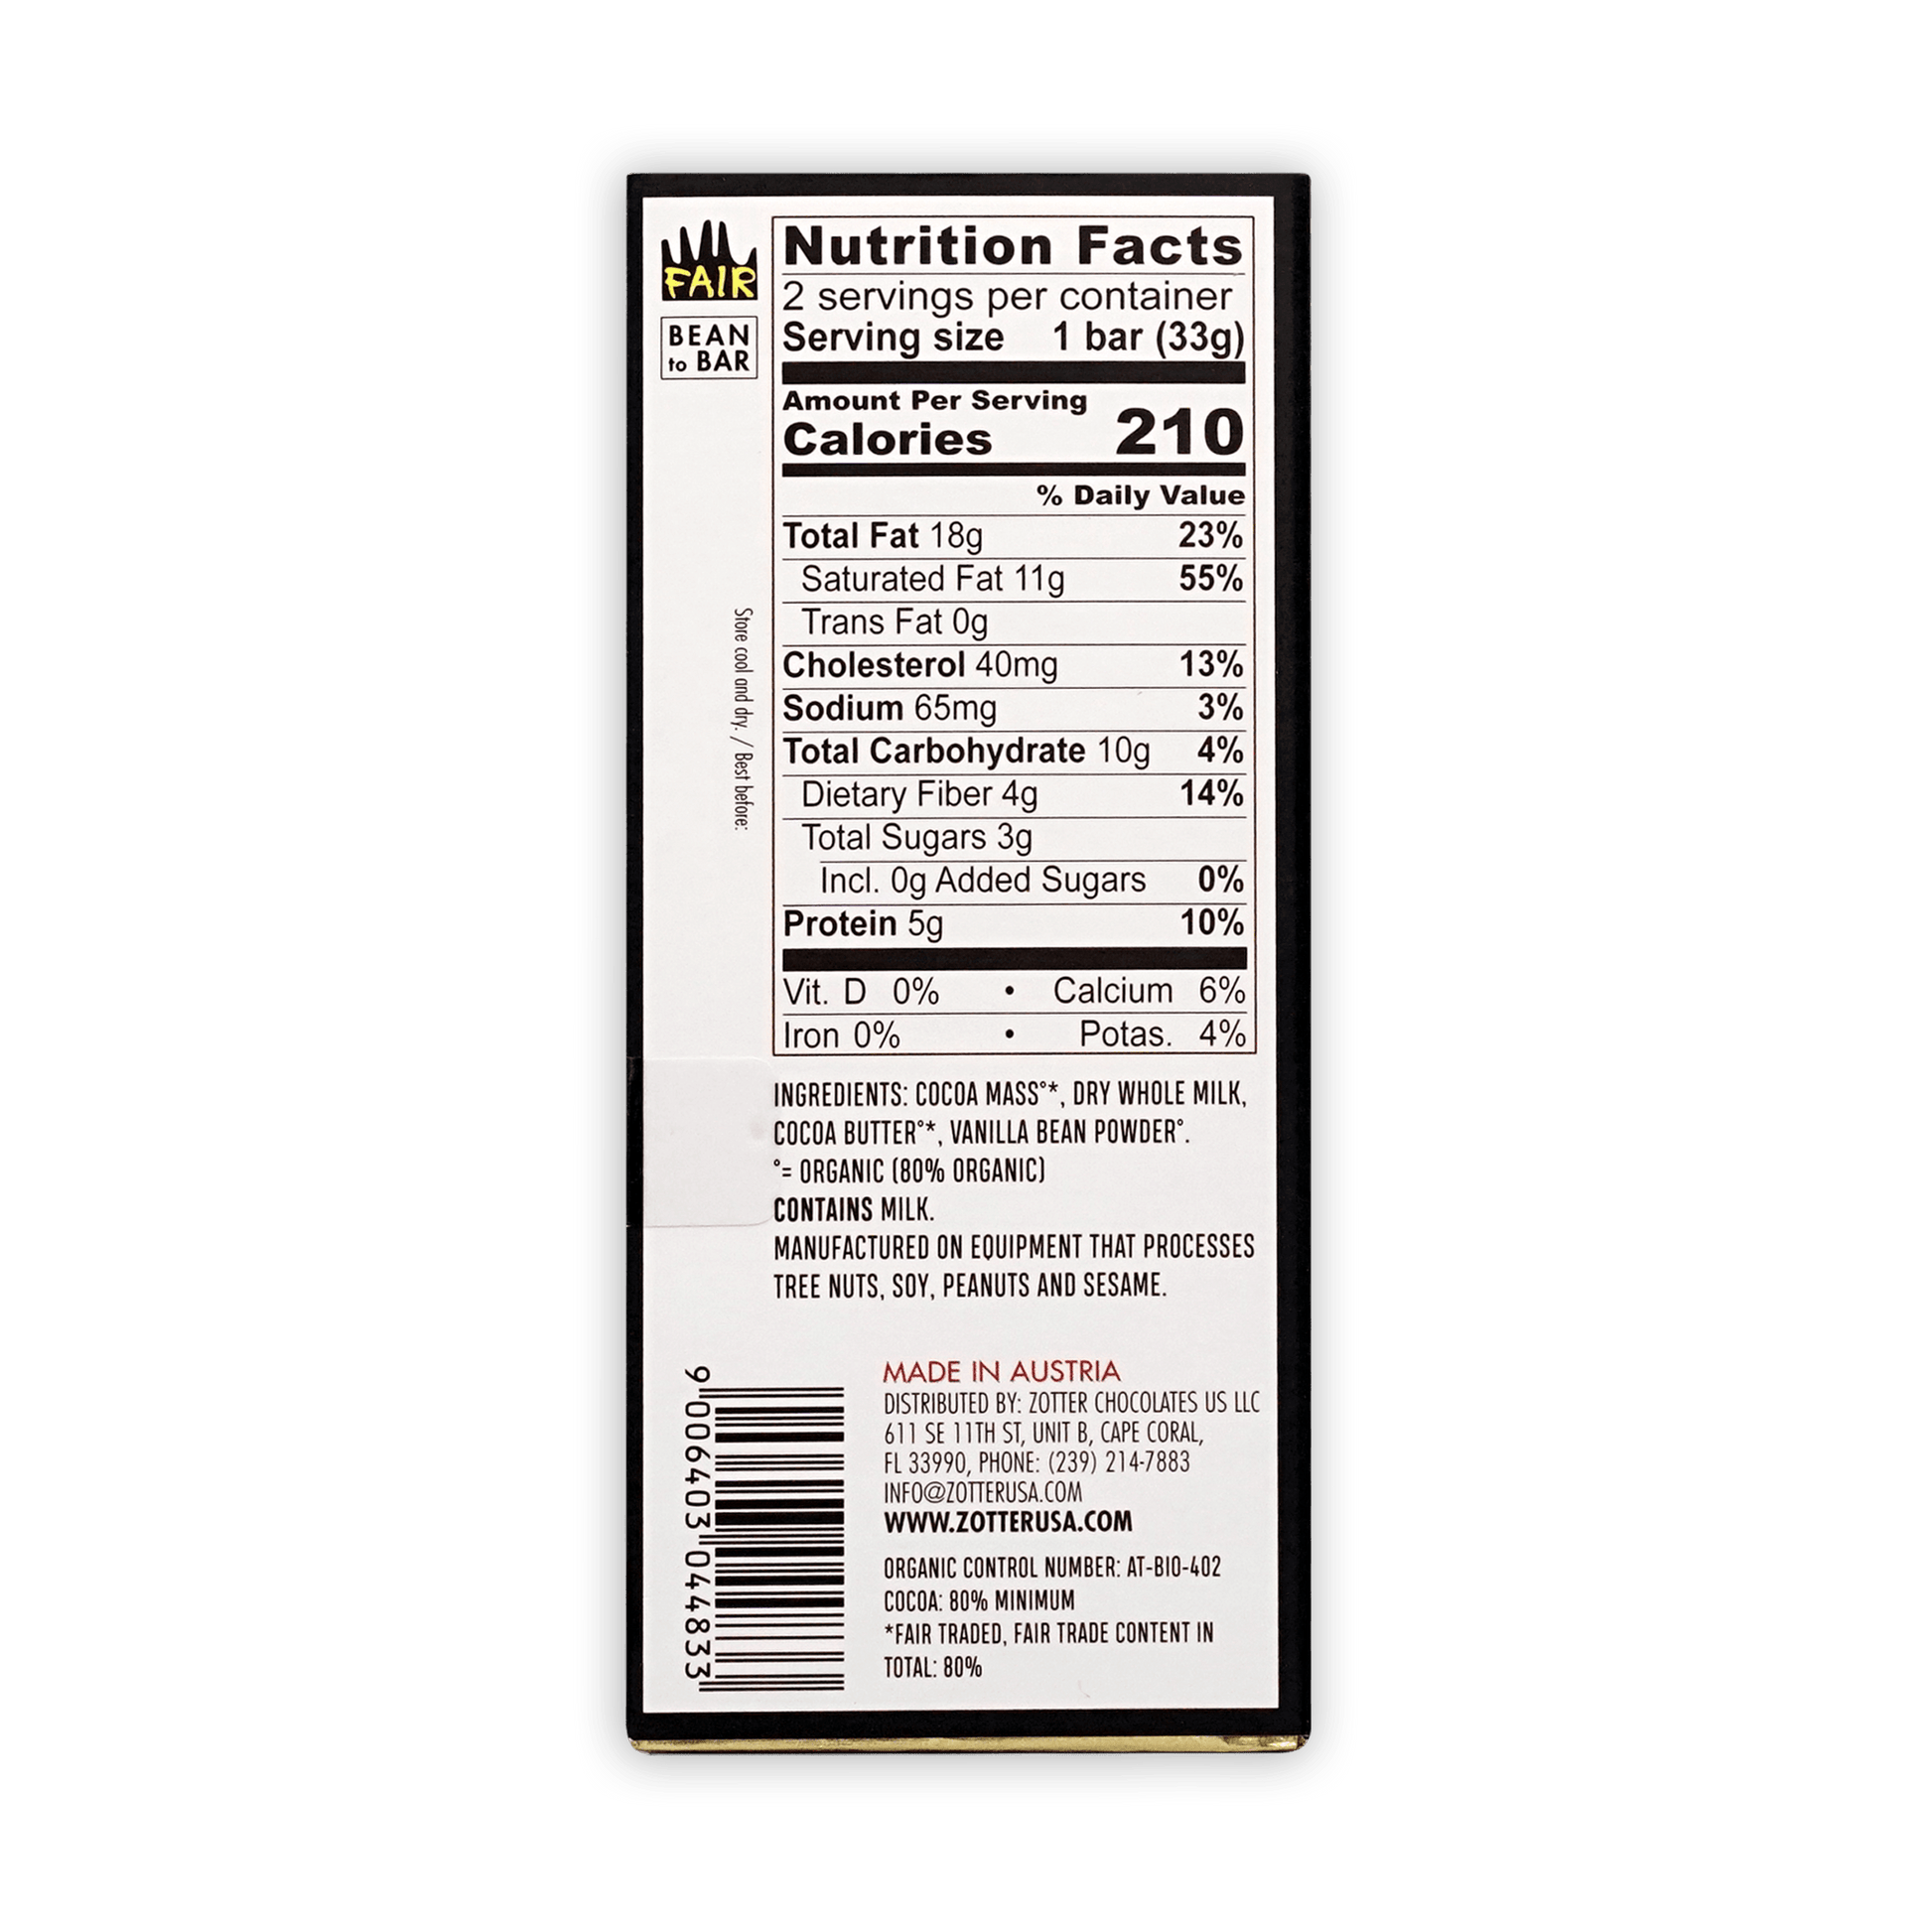 FAIR
BEAN
to BAR
Store cool and dry. / Best before:
Nutrition Facts
2 servings per container
Serving size 1 bar (33g)
Amount Per Serving
Calories 210
% Daily Value
Total Fat 18g 23%
Saturated Fat 11g 55%
Trans Fat 0g
Cholesterol 40mg 13%
Sodium 65mg 3%
Total Carbohydrate 10g 4%
Dietary Fiber 4g 14%
Total Sugars 3g
Incl. 0g Added Sugars 0%
Protein 5g 10%
Vit. D 0% • Calcium 6%
Iron 0% • Potas. 4%
INGREDIENTS: COCOA MASS°*, DRY WHOLE MILK,
COCOA BUTTER°*, VANILLA BEAN POWDER°.
°= ORGANIC (80% ORGANIC)
CONTAINS MILK.
MANUFACTURED ON EQUIPMENT THAT PROCESSES
TREE NUTS, SOY, PEANUTS AND SESAME.
9 006403 044833
MADE IN AUSTRIA
DISTRIBUTED BY: ZOTTER CHOCOLATES US LLC
611 SE 11TH ST, UNIT B, CAPE CORAL,
FL 33990, PHONE: (239) 214-7883
INFO@ZOTTERUSA.COM
WWW.ZOTTERUSA.COM
ORGANIC CONTROL NUMBER: AT-BIO-402
COCOA: 80% MINIMUM
*FAIR TRADED, FAIR TRADE CONTENT IN
TOTAL: 80%